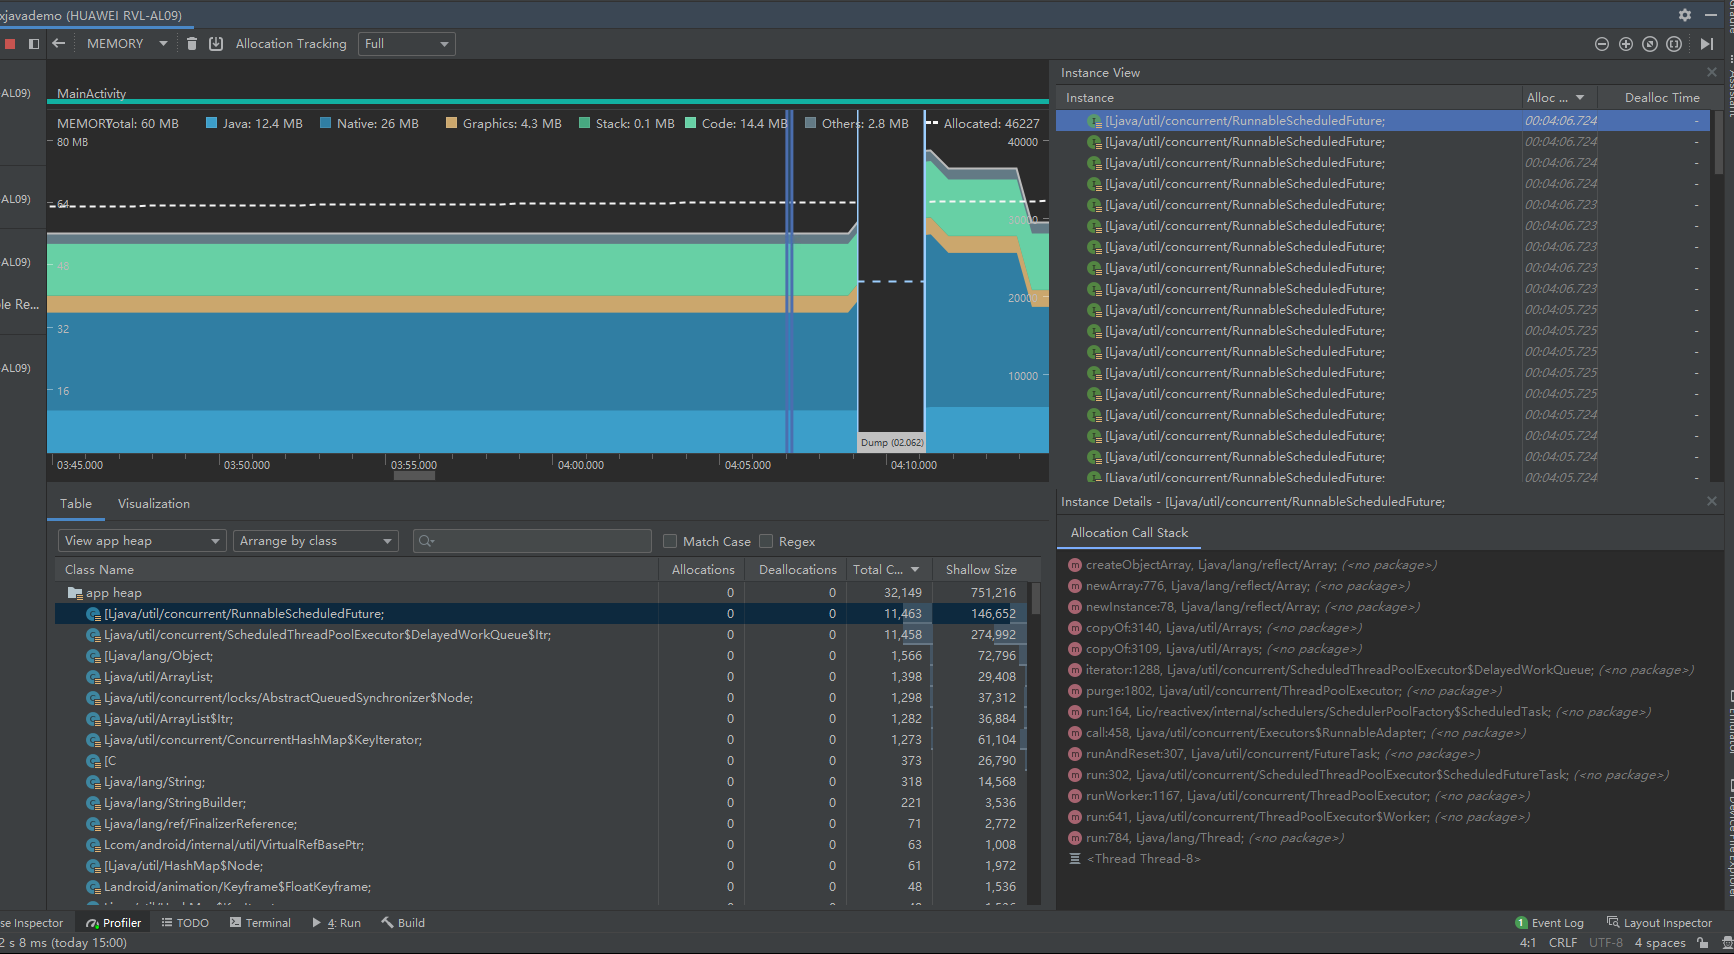 xjavademo (HUAWEI RVL-AL09)
MEMORY Allocation Tracking Full
-AL09)
-AL09)
-AL09)
le Re...
-AL09)
MainActivity
MEMORY Total: 60 MB Java: 12.4 MB Native: 26 MB Graphics: 4.3 MB Stack: 0.1 MB Code: 14.4 MB Others: 2.8 MB Allocated: 46227
80 MB 40000
64 30000
48 20000
32 10000
16
Dump (02.062)
03:45.000 03:50.000 03:55.000 04:00.000 04:05.000 04:10.000
Instance View
Instance Alloc ... Dealloc Time
[Ljava/util/concurrent/RunnableScheduledFuture; 00:04:06.724 -
[Ljava/util/concurrent/RunnableScheduledFuture; 00:04:06.724 -
[Ljava/util/concurrent/RunnableScheduledFuture; 00:04:06.724 -
[Ljava/util/concurrent/RunnableScheduledFuture; 00:04:06.724 -
[Ljava/util/concurrent/RunnableScheduledFuture; 00:04:06.723 -
[Ljava/util/concurrent/RunnableScheduledFuture; 00:04:06.723 -
[Ljava/util/concurrent/RunnableScheduledFuture; 00:04:06.723 -
[Ljava/util/concurrent/RunnableScheduledFuture; 00:04:06.723 -
[Ljava/util/concurrent/RunnableScheduledFuture; 00:04:06.723 -
[Ljava/util/concurrent/RunnableScheduledFuture; 00:04:05.725 -
[Ljava/util/concurrent/RunnableScheduledFuture; 00:04:05.725 -
[Ljava/util/concurrent/RunnableScheduledFuture; 00:04:05.725 -
[Ljava/util/concurrent/RunnableScheduledFuture; 00:04:05.725 -
[Ljava/util/concurrent/RunnableScheduledFuture; 00:04:05.725 -
[Ljava/util/concurrent/RunnableScheduledFuture; 00:04:05.724 -
[Ljava/util/concurrent/RunnableScheduledFuture; 00:04:05.724 -
[Ljava/util/concurrent/RunnableScheduledFuture; 00:04:05.724 -
[Ljava/util/concurrent/RunnableScheduledFuture; 00:04:05.724 -
Table Visualization
View app heap Arrange by class Match Case Regex
Class Name Allocations Deallocations Total C... Shallow Size
app heap 0 0 32,149 751,216
[Ljava/util/concurrent/RunnableScheduledFuture; 0 0 11,463 146,652
Ljava/util/concurrent/ScheduledThreadPoolExecutor$DelayedWorkQueue$Itr; 0 0 11,458 274,992
[Ljava/lang/Object; 0 0 1,566 72,796
Ljava/util/ArrayList; 0 0 1,398 29,408
Ljava/util/concurrent/locks/AbstractQueuedSynchronizer$Node; 0 0 1,298 37,312
Ljava/util/ArrayList$Itr; 0 0 1,282 36,884
Ljava/util/concurrent/ConcurrentHashMap$KeyIterator; 0 0 1,273 61,104
[C 0 0 373 26,790
Ljava/lang/String; 0 0 318 14,568
Ljava/lang/StringBuilder; 0 0 221 3,536
Ljava/lang/ref/FinalizerReference; 0 0 71 2,772
Lcom/android/internal/util/VirtualRefBasePtr; 0 0 63 1,008
[Ljava/util/HashMap$Node; 0 0 61 1,972
Landroid/animation/Keyframe$FloatKeyframe; 0 0 48 1,536
Instance Details - [Ljava/util/concurrent/RunnableScheduledFuture;
Allocation Call Stack
createObjectArray, Ljava/lang/reflect/Array; (<no package>)
newArray:776, Ljava/lang/reflect/Array; (<no package>)
newInstance:78, Ljava/lang/reflect/Array; (<no package>)
copyOf:3140, Ljava/util/Arrays; (<no package>)
copyOf:3109, Ljava/util/Arrays; (<no package>)
iterator:1288, Ljava/util/concurrent/ScheduledThreadPoolExecutor$DelayedWorkQueue; (<no package>)
purge:1802, Ljava/util/concurrent/ThreadPoolExecutor; (<no package>)
run:164, Lio/reactivex/internal/schedulers/SchedulerPoolFactory$ScheduledTask; (<no package>)
call:458, Ljava/util/concurrent/Executors$RunnableAdapter; (<no package>)
runAndReset:307, Ljava/util/concurrent/FutureTask; (<no package>)
run:302, Ljava/util/concurrent/ScheduledThreadPoolExecutor$ScheduledFutureTask; (<no package>)
runWorker:1167, Ljava/util/concurrent/ThreadPoolExecutor; (<no package>)
run:641, Ljava/util/concurrent/ThreadPoolExecutor$Worker; (<no package>)
run:784, Ljava/lang/Thread; (<no package>)
<Thread Thread-8>
se Inspector Profiler TODO Terminal 4: Run Build 1 Event Log Layout Inspector
2 s 8 ms (today 15:00) 4:1 CRLF UTF-8 4 spaces